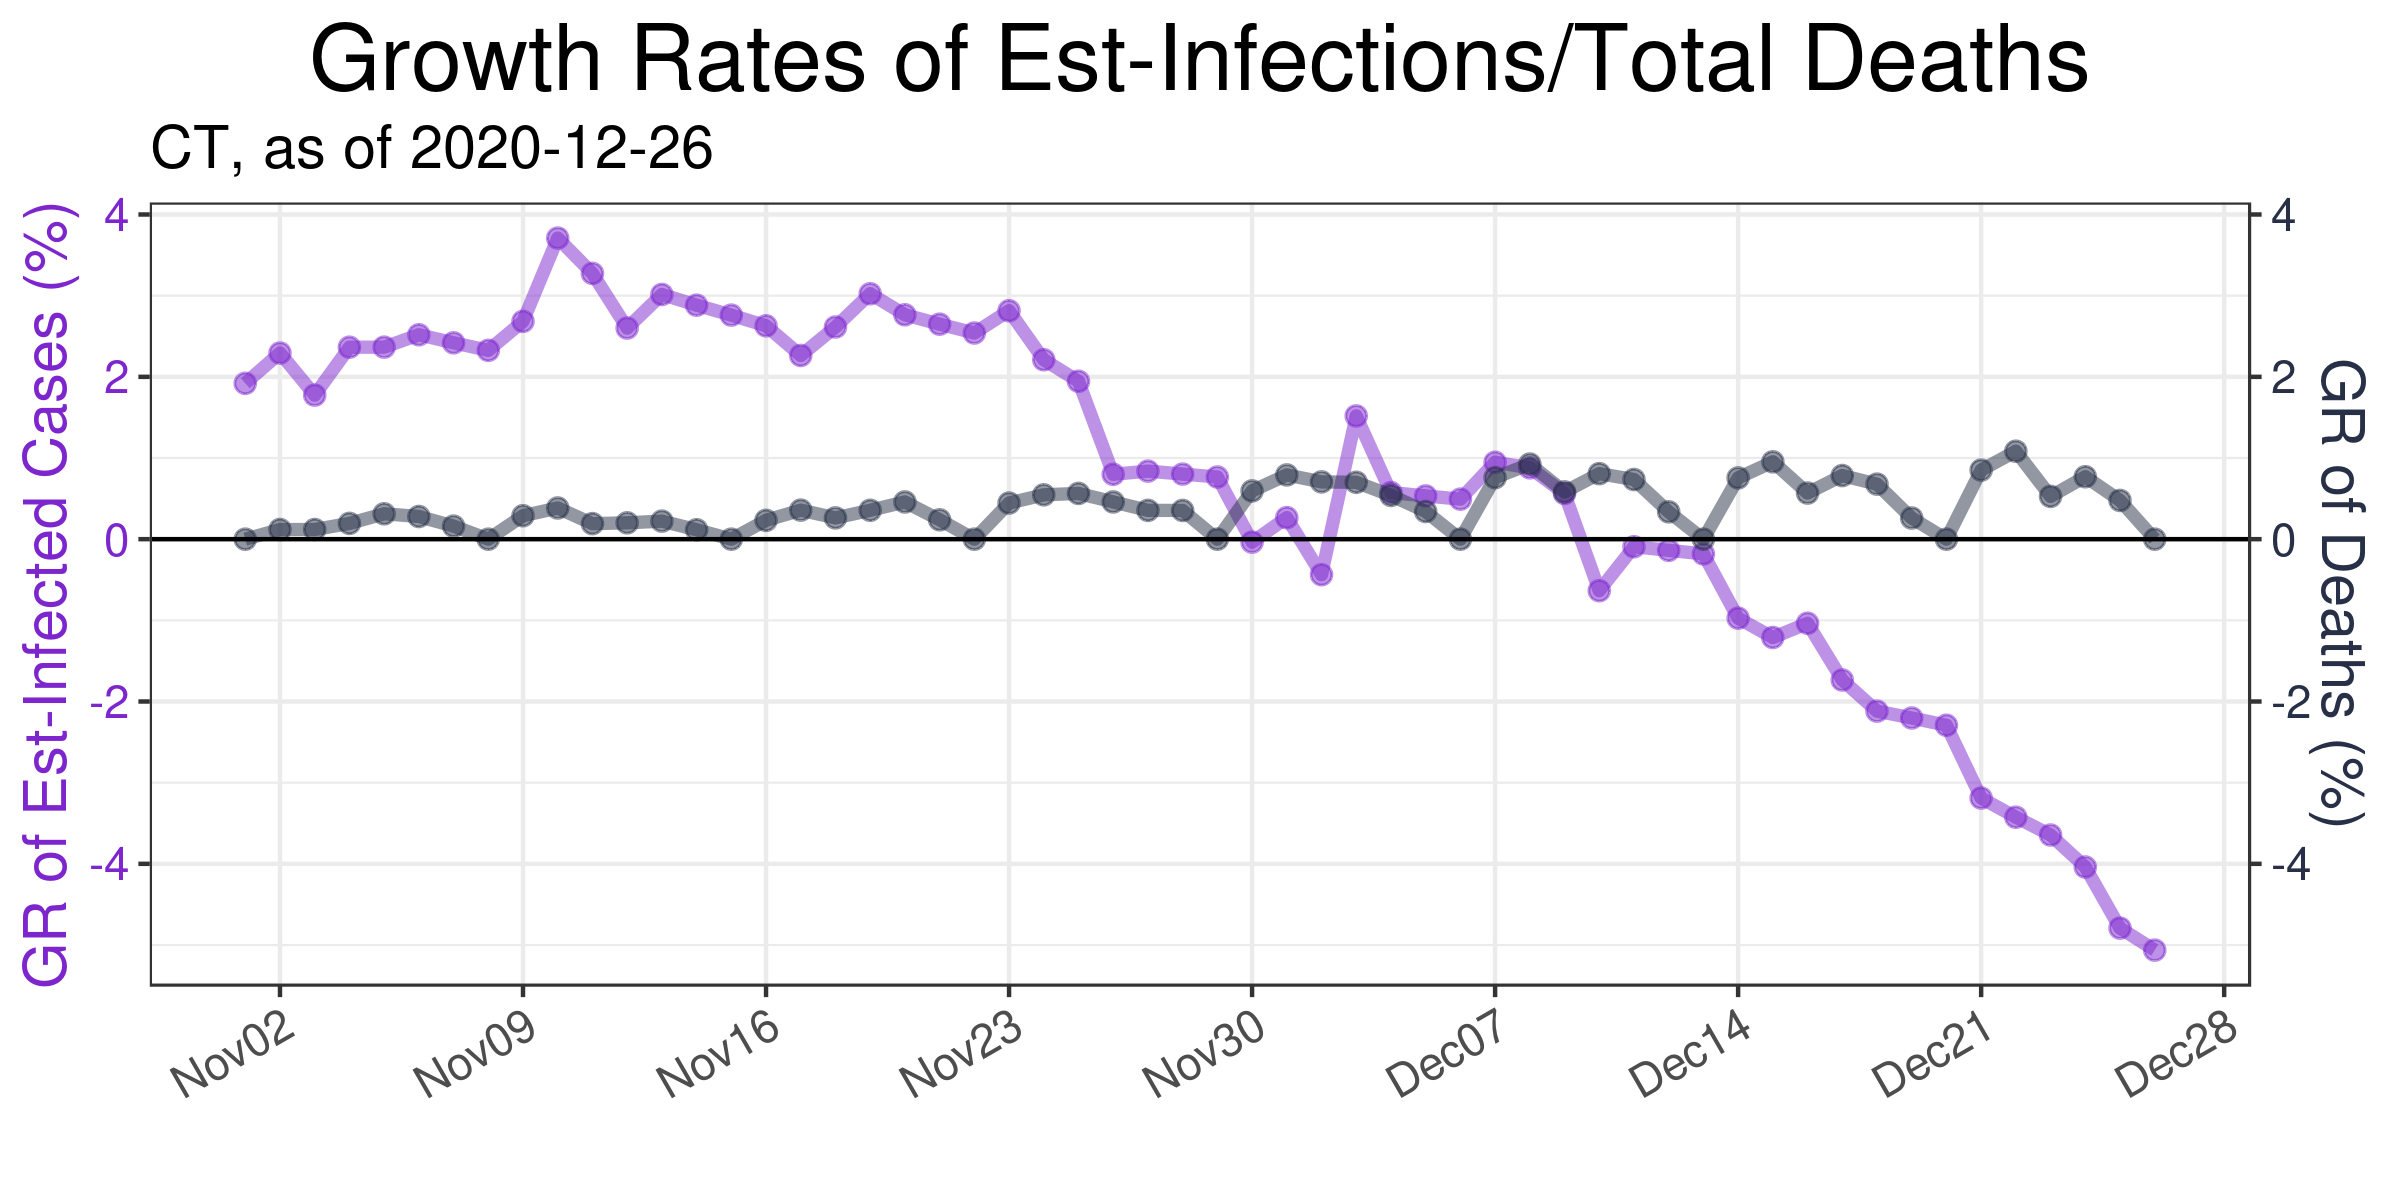 Growth Rates of Est-Infections/Total Deaths
CT, as of 2020-12-26
GR of Est-Infected Cases (%)
4
2
0
-2
-4
4
2
0
-2
-4
GR of Deaths (%)
Nov02
Nov09
Nov16
Nov23
Nov30
Dec07
Dec14
Dec21
Dec28